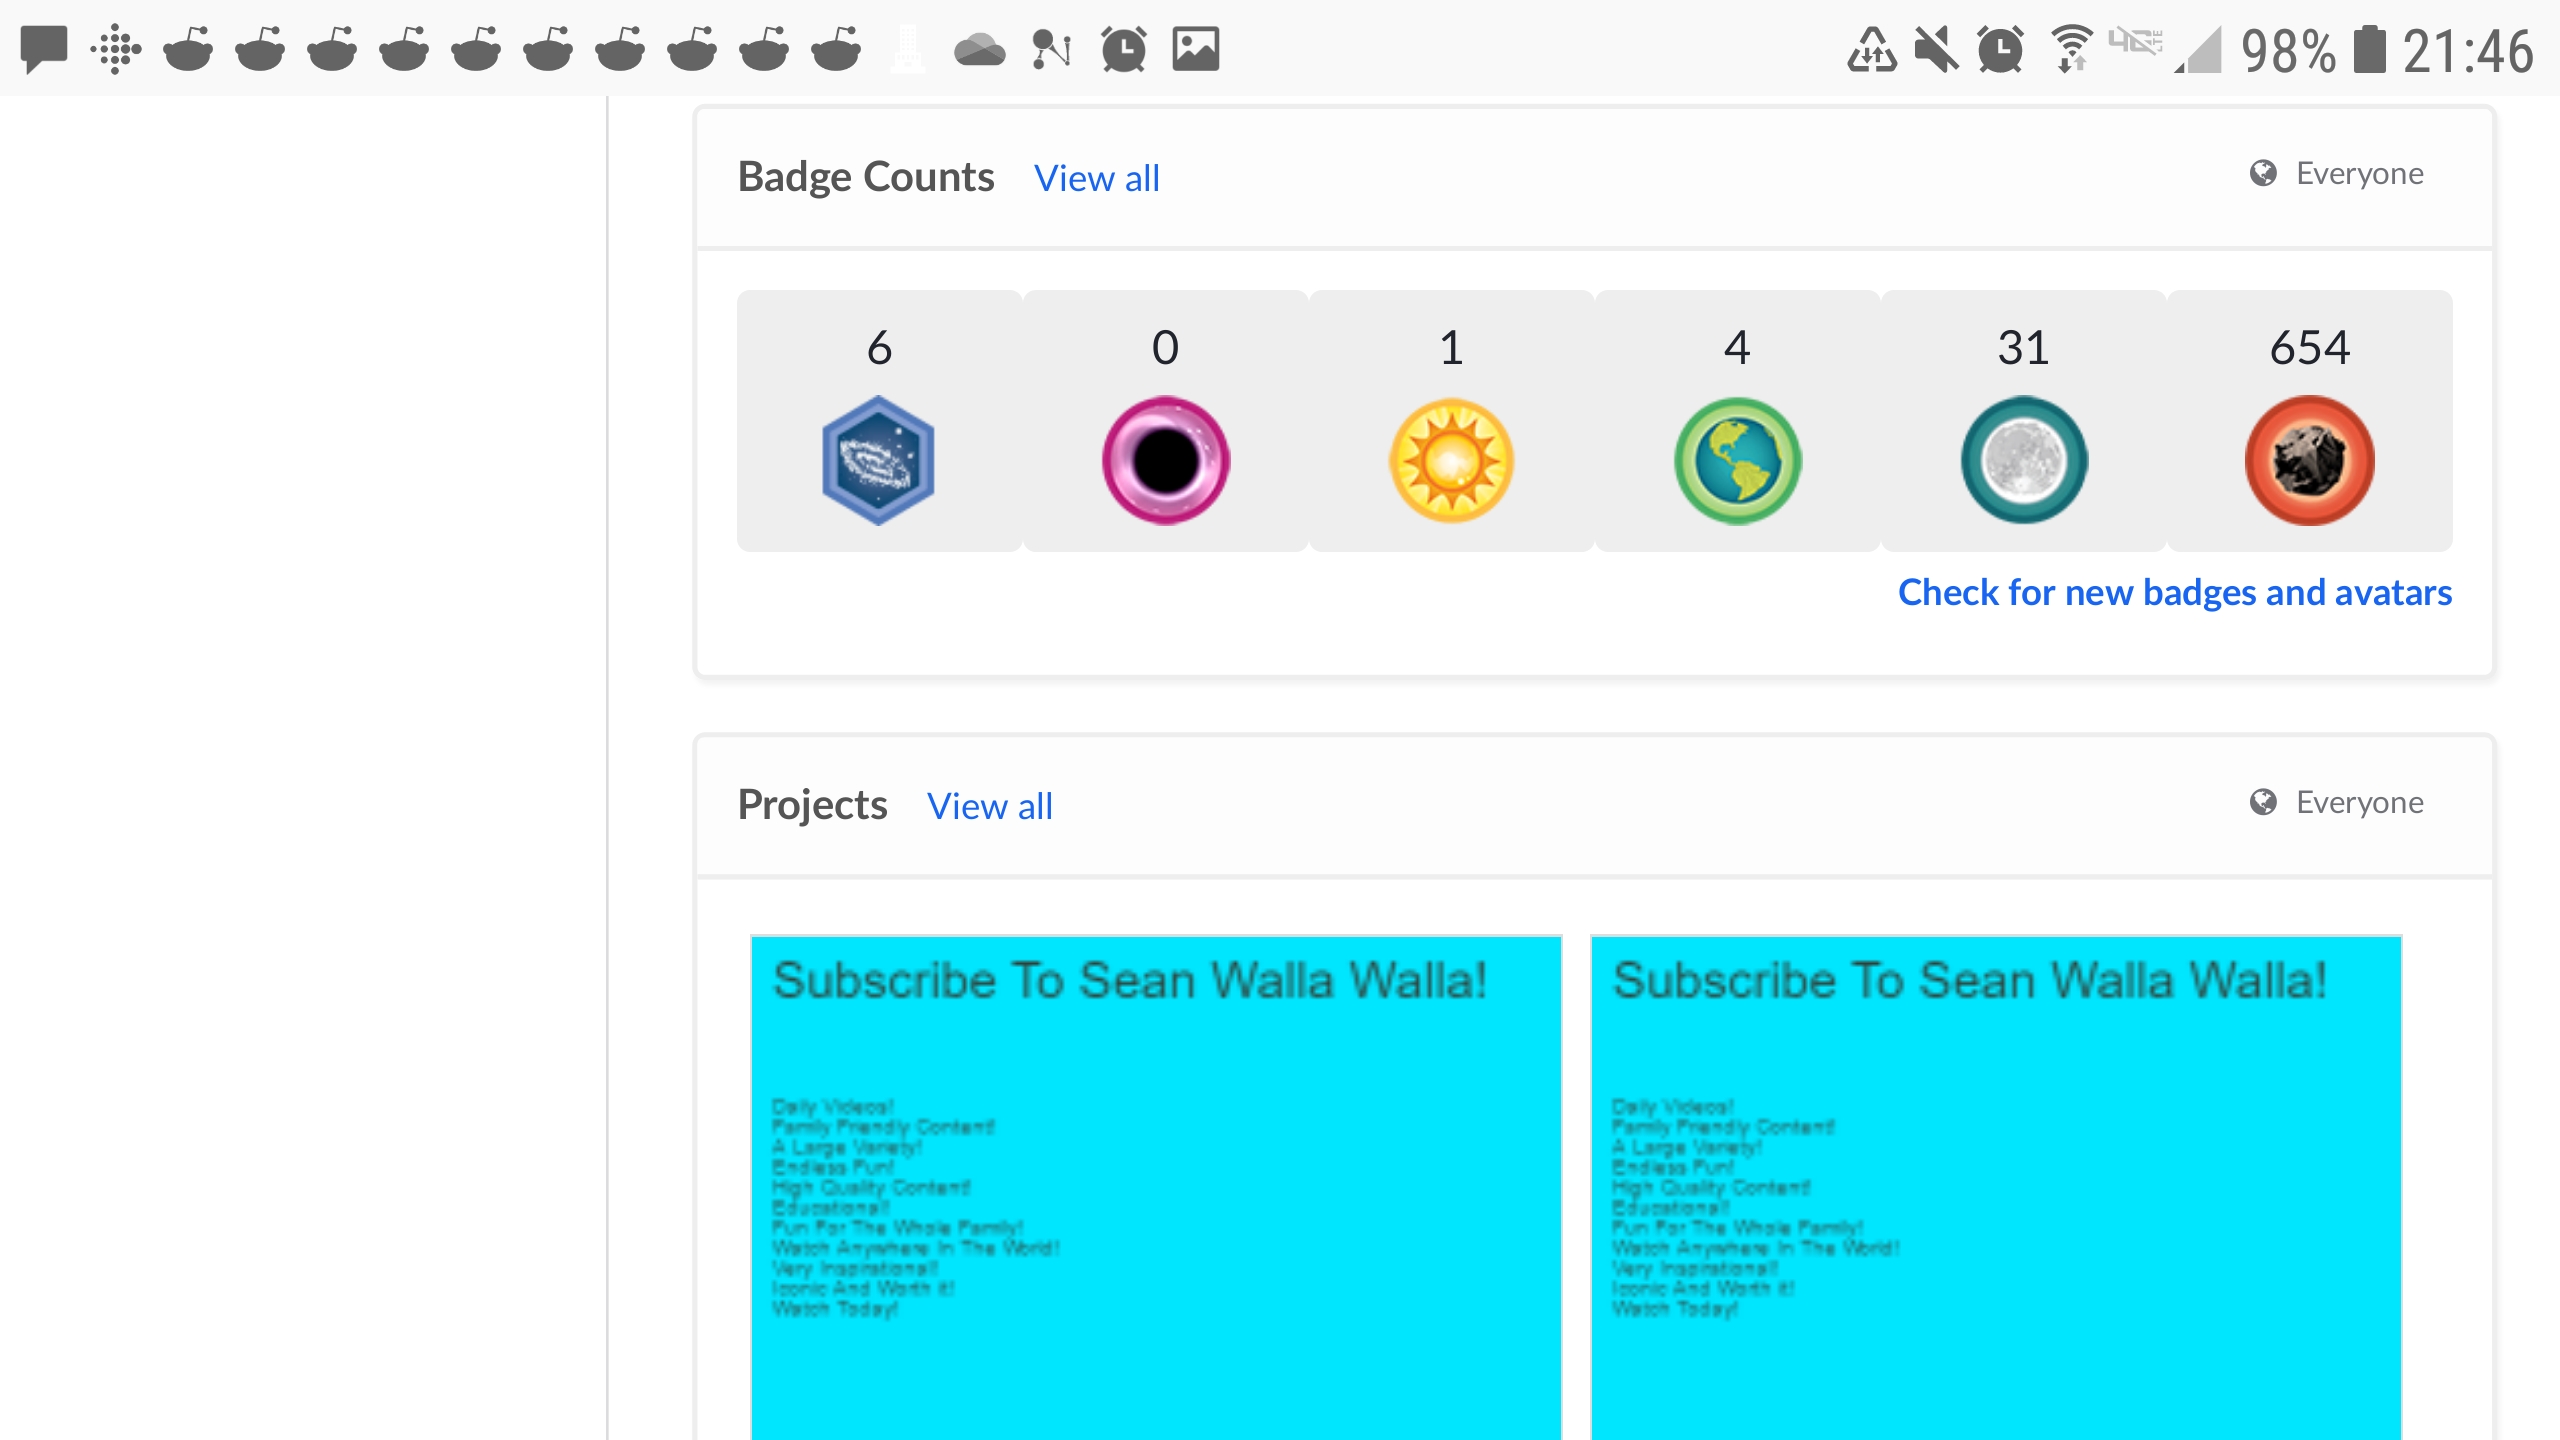 98% 21:46
Badge Counts View all Everyone
6 0 1 4 31 654
Check for new badges and avatars
Projects View all Everyone
Subscribe To Sean Walla Walla! Subscribe To Sean Walla Walla!
Daily Videos! Daily Videos!
Family Friendly Content! Family Friendly Content!
A Large Variety! A Large Variety!
Endless Fun! Endless Fun!
High Quality Content! High Quality Content!
Educational! Educational!
Fun For The Whole Family! Fun For The Whole Family!
Watch Anywhere In The World! Watch Anywhere In The World!
Very Inspirational! Very Inspirational!
Iconic And Worth it! Iconic And Worth it!
Watch Today! Watch Today!